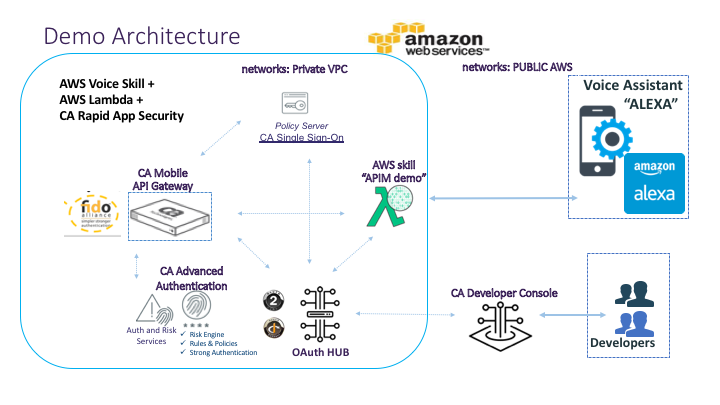 Demo Architecture
amazon
webservices™
networks: Private VPC
networks: PUBLIC AWS
AWS Voice Skill +
AWS Lambda +
CA Rapid App Security
Voice Assistant
“ALEXA”
Policy Server
CA Single Sign-On
amazon
alexa
AWS skill
“APIM demo”
CA Mobile
API Gateway
fido
alliance
simpler stronger
authentication
CA Advanced
Authentication
Auth and Risk
Services
****
✓ Risk Engine
✓ Rules & Policies
✓ Strong Authentication
2
OAuth HUB
CA Developer Console
Developers